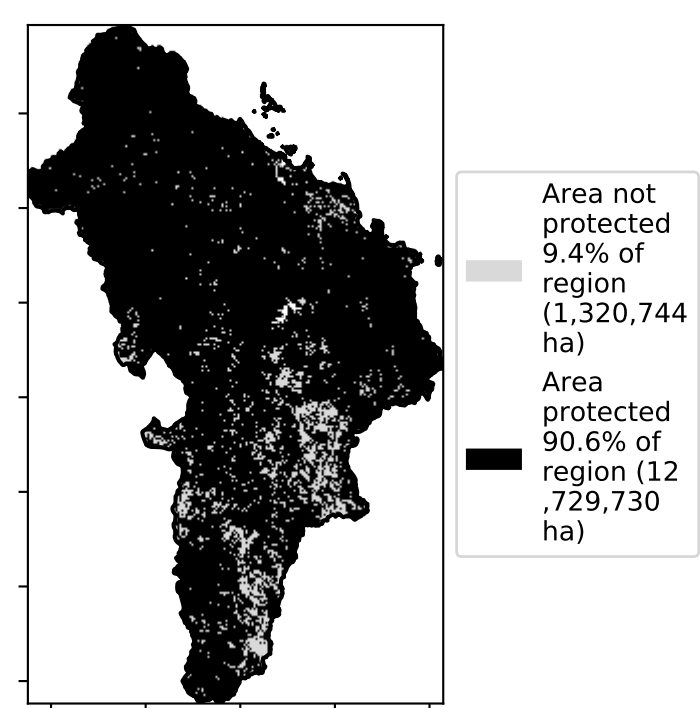 Area not
protected
9.4% of
region
(1,320,744
ha)
Area
protected
90.6% of
region (12
,729,730
ha)